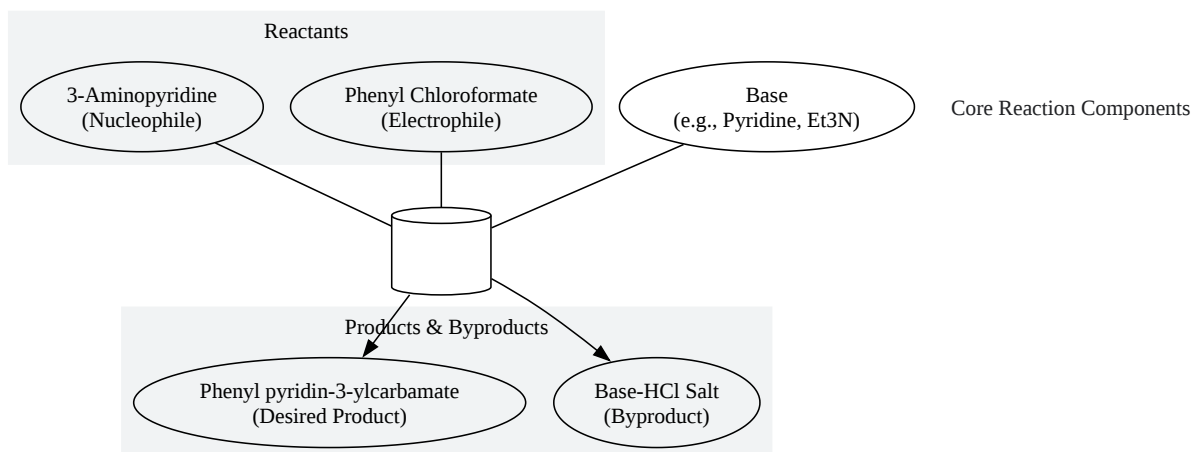 Reactants
3-Aminopyridine
(Nucleophile)
Phenyl Chloroformate
(Electrophile)
Base
(e.g., Pyridine, Et3N)
Core Reaction Components
Products & Byproducts
Phenyl pyridin-3-ylcarbamate
(Desired Product)
Base-HCl Salt
(Byproduct)